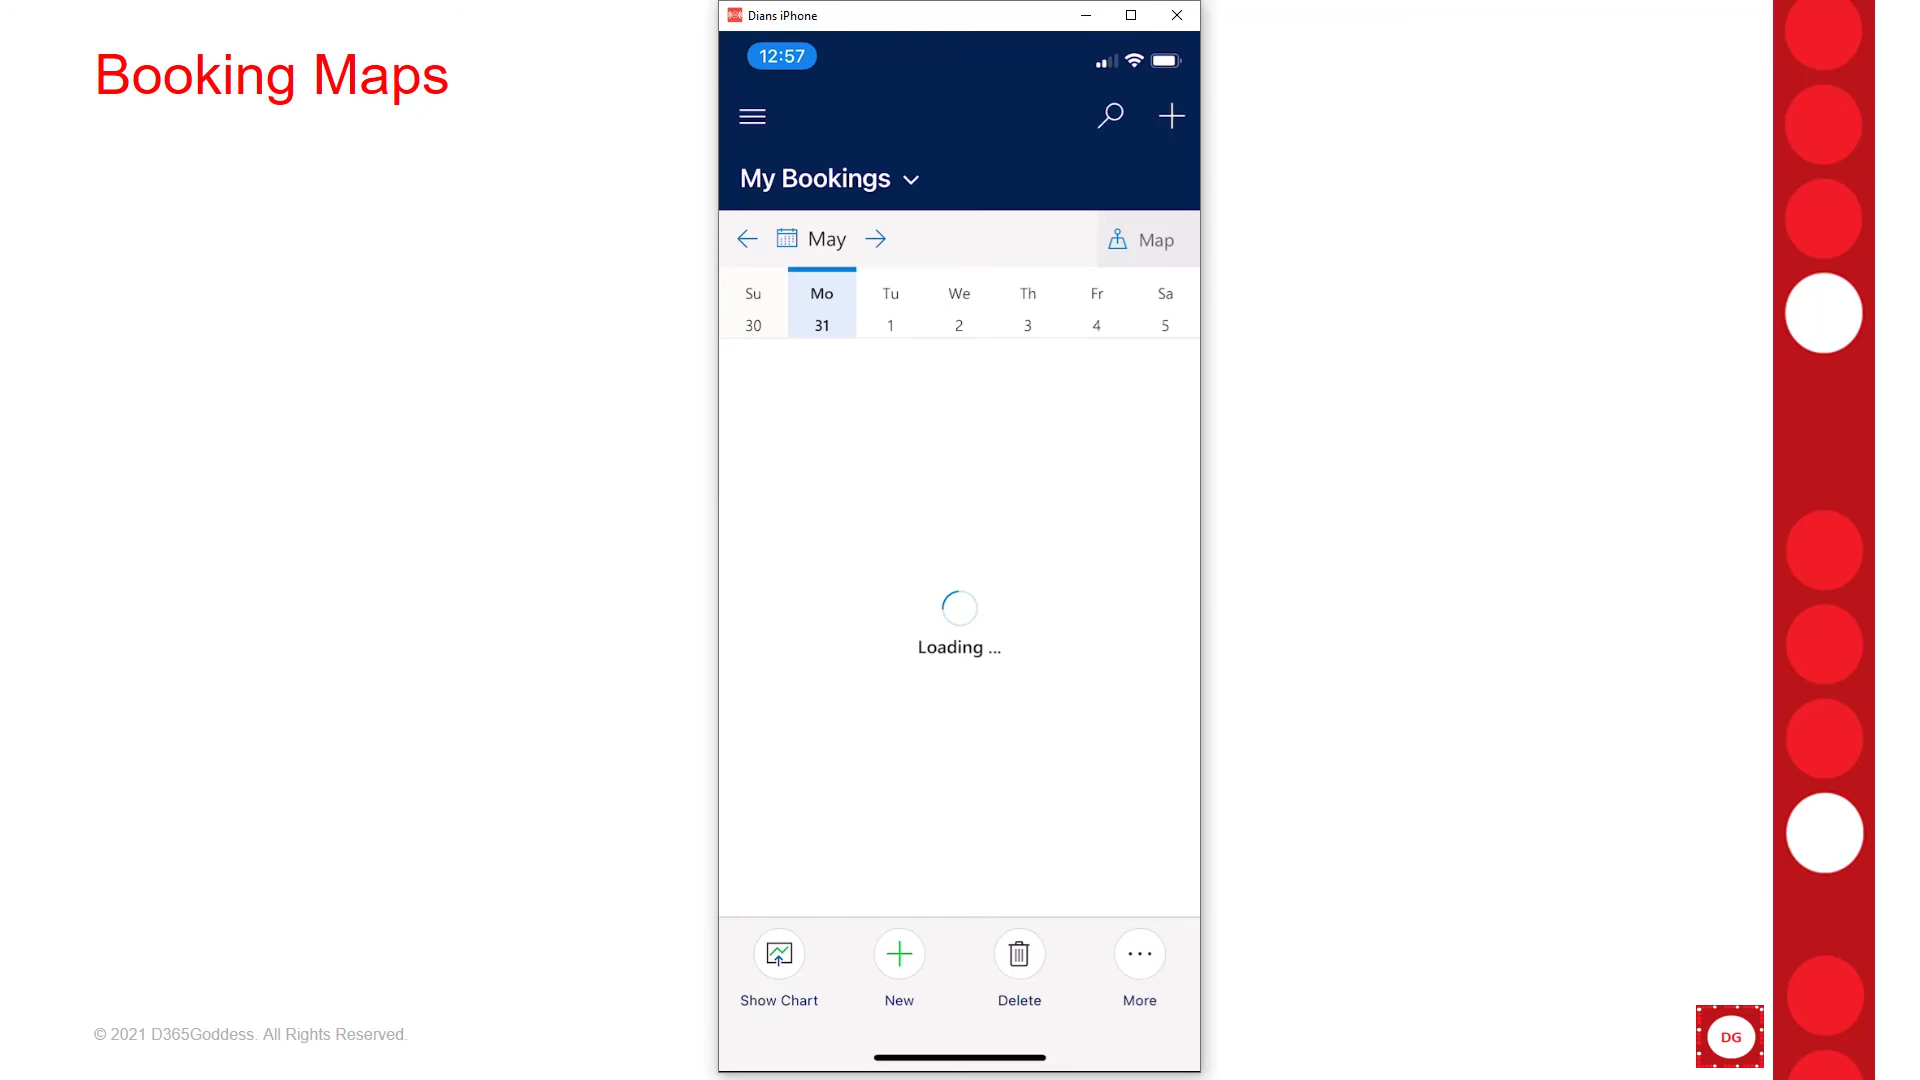 Booking Maps
Dians iPhone
12:57
My Bookings
May
Map
Su Mo Tu We Th Fr Sa
30 31 1 2 3 4 5
Loading ...
Show Chart New Delete More
© 2021 D365Goddess. All Rights Reserved.
DG